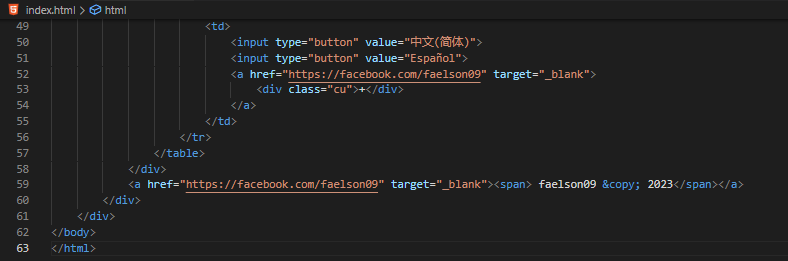 index.html > html
49 <td>
50 <input type="button" value="中文(简体)">
51 <input type="button" value="Español">
52 <a href="https://facebook.com/faelson09" target="_blank">
53 <div class="cu">+</div>
54 </a>
55 </td>
56 </tr>
57 </table>
58 </div>
59 <a href="https://facebook.com/faelson09" target="_blank"><span> faelson09 &copy; 2023</span></a>
60 </div>
61 </div>
62 </body>
63 </html>